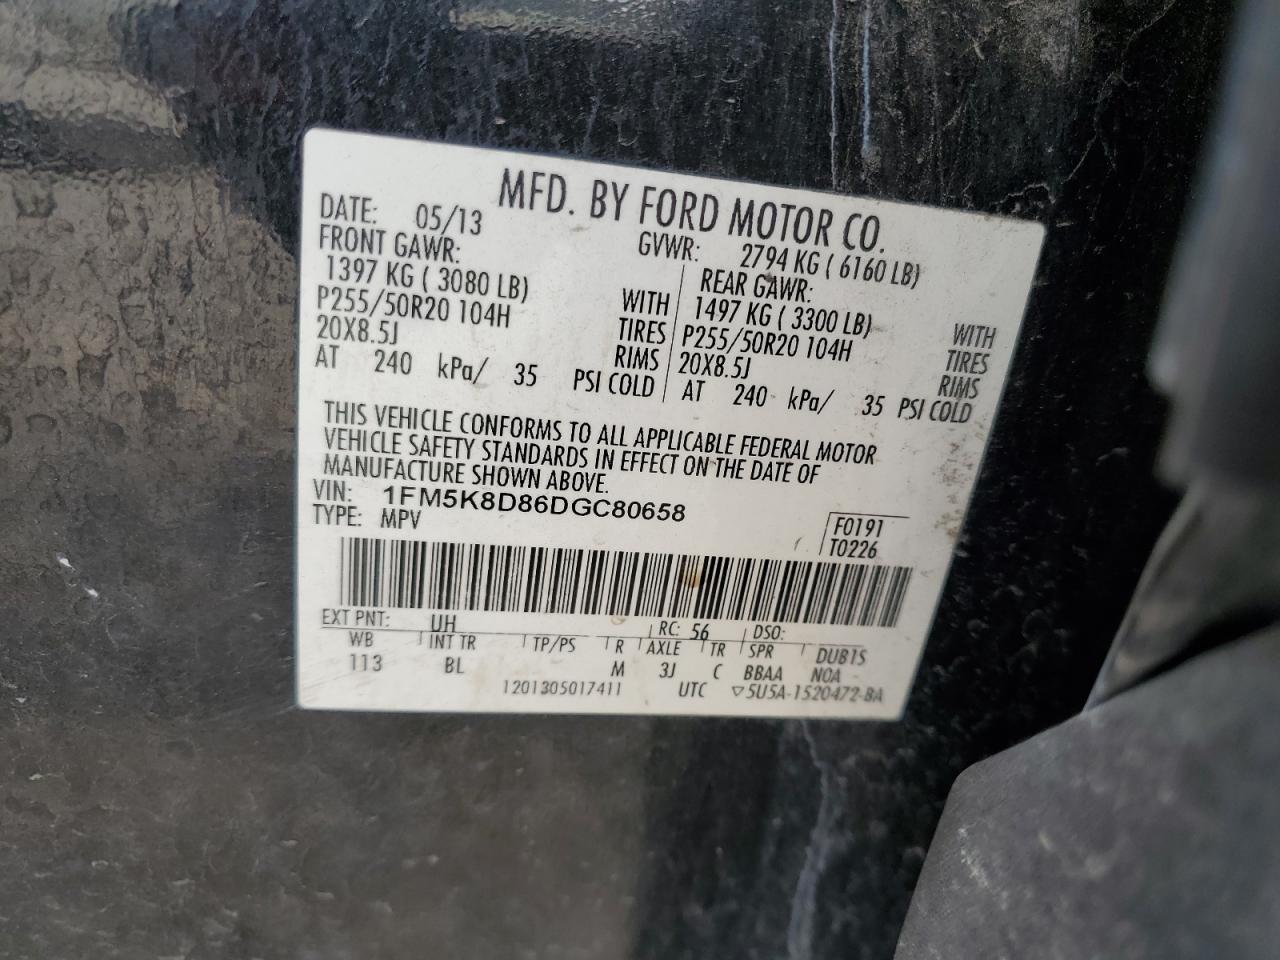 MFD. BY FORD MOTOR CO.
DATE: 05/13 GVWR: 2794 KG ( 6160 LB)
FRONT GAWR: REAR GAWR:
1397 KG ( 3080 LB) WITH 1497 KG ( 3300 LB) WITH
P255/50R20 104H TIRES P255/50R20 104H TIRES
20X8.5J RIMS 20X8.5J RIMS
AT 240 kPa/ 35 PSI COLD AT 240 kPa/ 35 PSI COLD
THIS VEHICLE CONFORMS TO ALL APPLICABLE FEDERAL MOTOR
VEHICLE SAFETY STANDARDS IN EFFECT ON THE DATE OF
MANUFACTURE SHOWN ABOVE.
VIN: 1FM5K8D86DGC80658
TYPE: MPV F0191
T0226
EXT PNT: UH RC: 56 DSO:
WB INT TR TP/PS R AXLE TR SPR DUB1S
113 BL M 3J C BBAA NOA
1201305017411 UTC ▽5U5A-1520472-BA